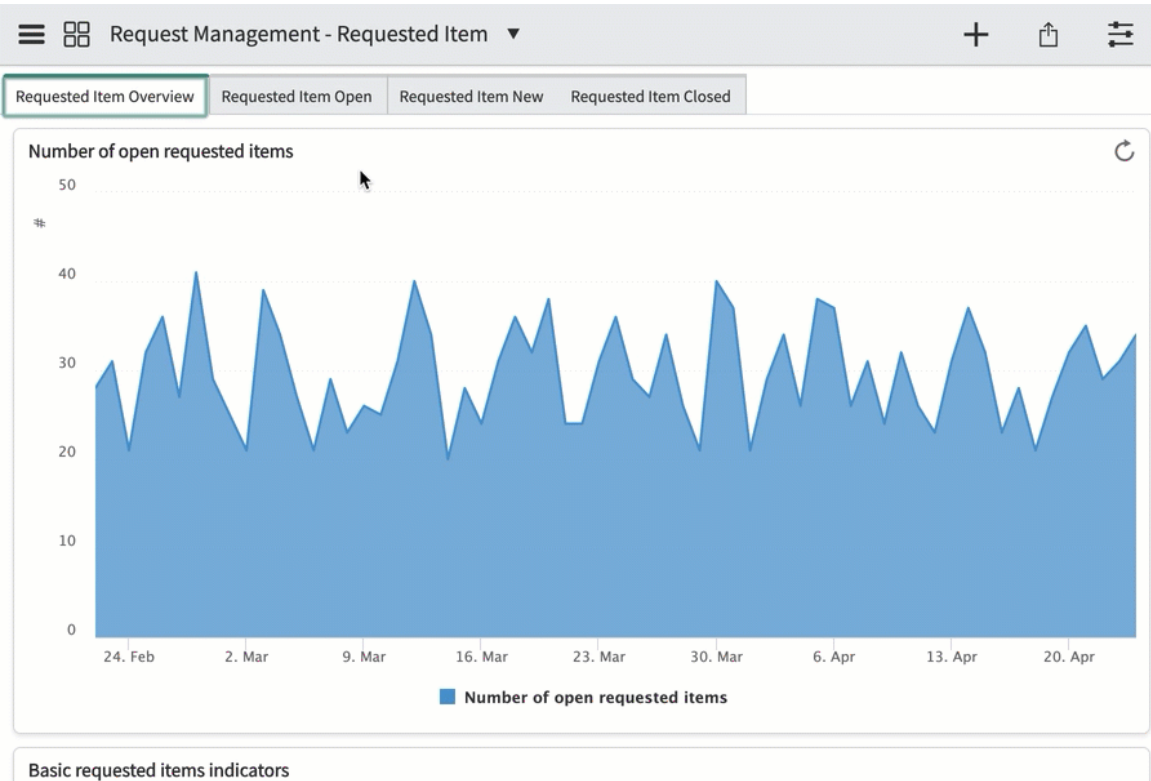 Request Management - Requested Item ▼
Requested Item Overview Requested Item Open Requested Item New Requested Item Closed
Number of open requested items
50
#
40
30
20
10
0
24. Feb 2. Mar 9. Mar 16. Mar 23. Mar 30. Mar 6. Apr 13. Apr 20. Apr
Number of open requested items
Basic requested items indicators